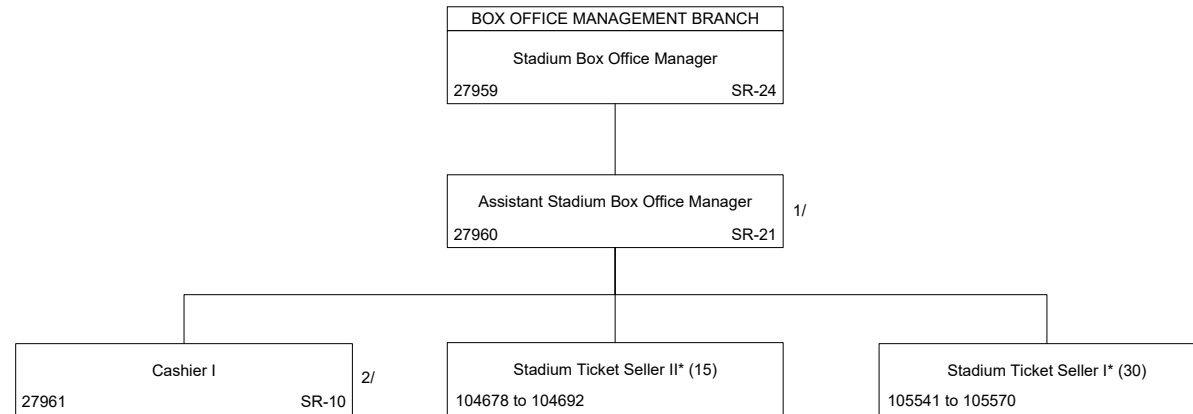 BOX OFFICE MANAGEMENT BRANCH
Stadium Box Office Manager
27959 SR-24
Assistant Stadium Box Office Manager
1/
27960 SR-21
Cashier I
2/
27961 SR-10
Stadium Ticket Seller II* (15)
104678 to 104692
Stadium Ticket Seller I* (30)
105541 to 105570